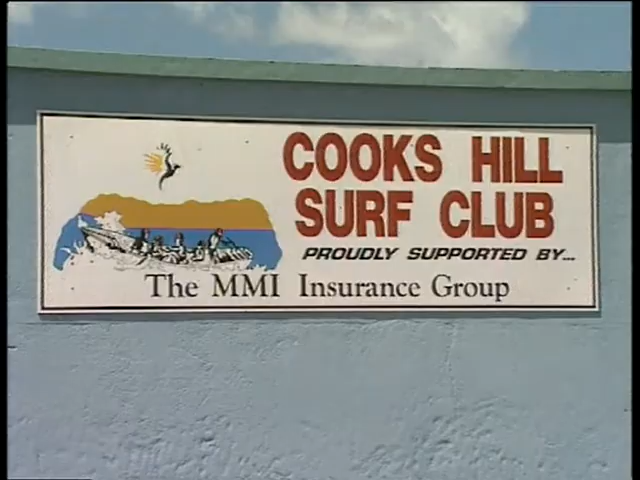 COOKS HILL
SURF CLUB
PROUDLY SUPPORTED BY...
The MMI Insurance Group